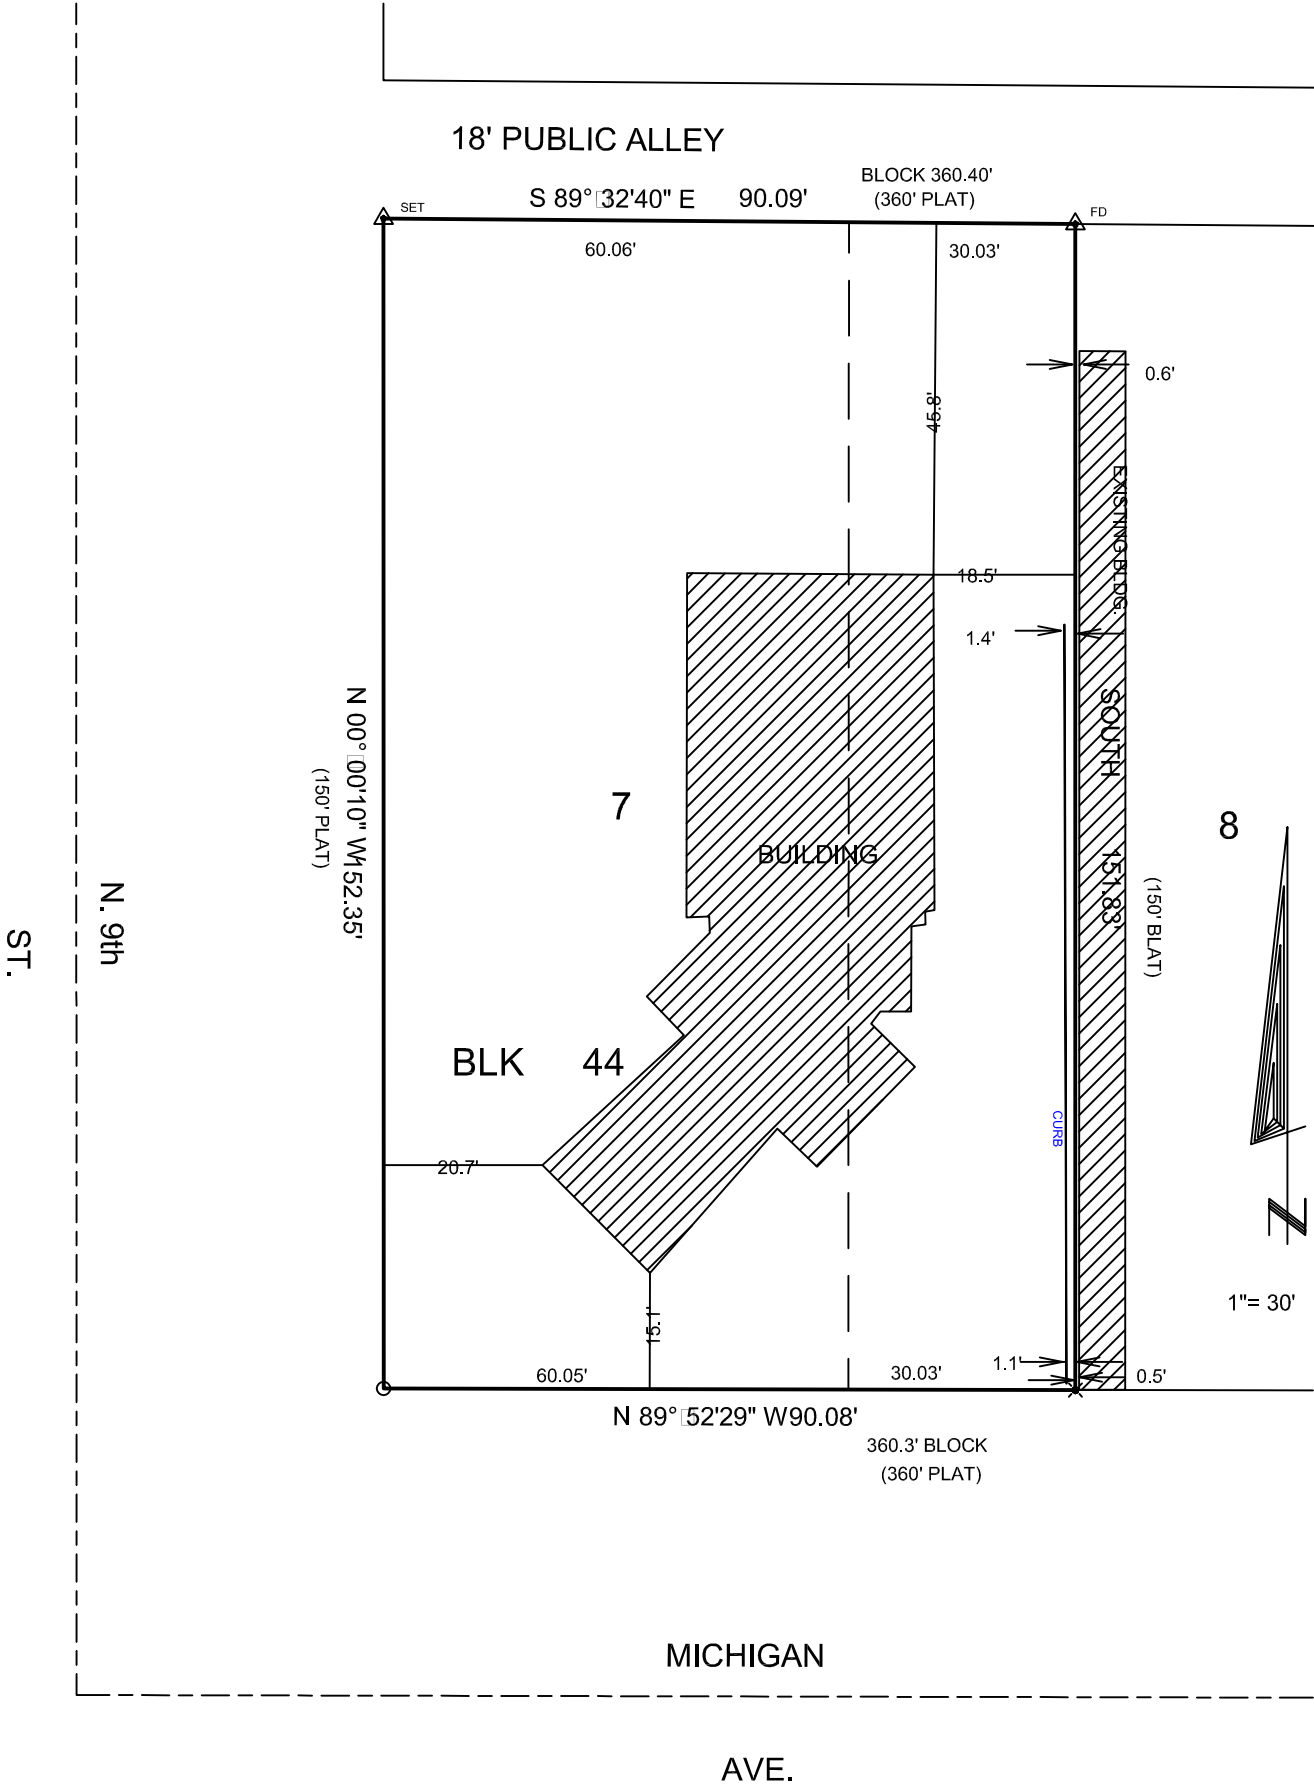 18' PUBLIC ALLEY
BLOCK 360.40'
(360' PLAT)
S 89° 32'40" E 90.09'
SET
FD
60.06'
30.03'
0.6'
45.8'
EXISTING BLDG.
18.5'
1.4'
N 00° 00'10" W 152.35'
(150' PLAT)
SOUTH 151.83'
(150' BLAT)
7
8
BUILDING
N. 9th
ST.
BLK 44
CURB
20.7'
N
1"= 30'
15.1'
1.1'
60.05'
30.03'
0.5'
N 89° 52'29" W90.08'
360.3' BLOCK
(360' PLAT)
MICHIGAN
AVE.